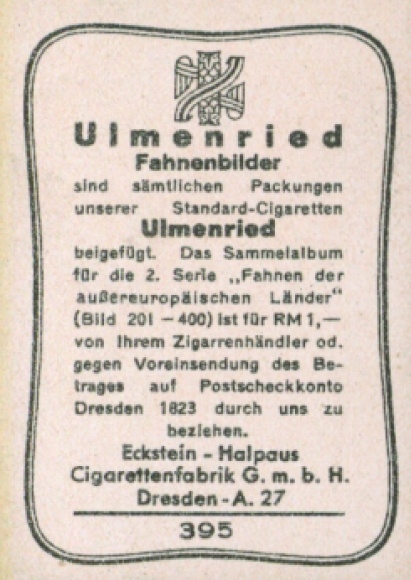 Ulmenried
Fahnenbilder
sind sämtlichen Packungen
unserer Standard-Cigaretten
Ulmenried
beigefügt. Das Sammelalbum
für die 2. Serie „Fahnen der
außereuropäischen Länder“
(Bild 201 – 400) ist für RM 1,—
von Ihrem Zigarrenhändler od.
gegen Voreinsendung des Be-
trages auf Postscheckkonto
Dresden 1823 durch uns zu
beziehen.
Eckstein - Halpaus
Cigarettenfabrik G. m. b. H.
Dresden - A. 27
395